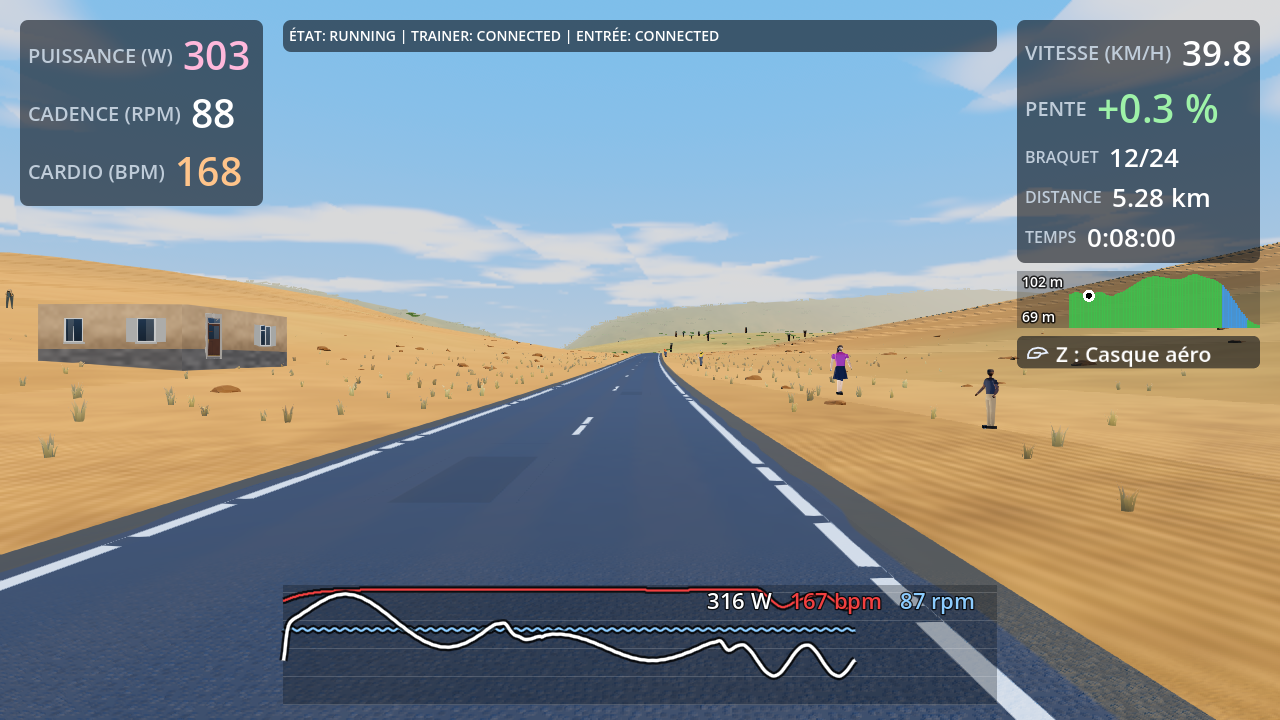 PUISSANCE (W) 303
CADENCE (RPM) 88
CARDIO (BPM) 168
ÉTAT: RUNNING | TRAINER: CONNECTED | ENTRÉE: CONNECTED
VITESSE (KM/H) 39.8
PENTE +0.3 %
BRAQUET 12/24
DISTANCE 5.28 km
TEMPS 0:08:00
102 m
69 m
Z : Casque aéro
316 W 167 bpm 87 rpm